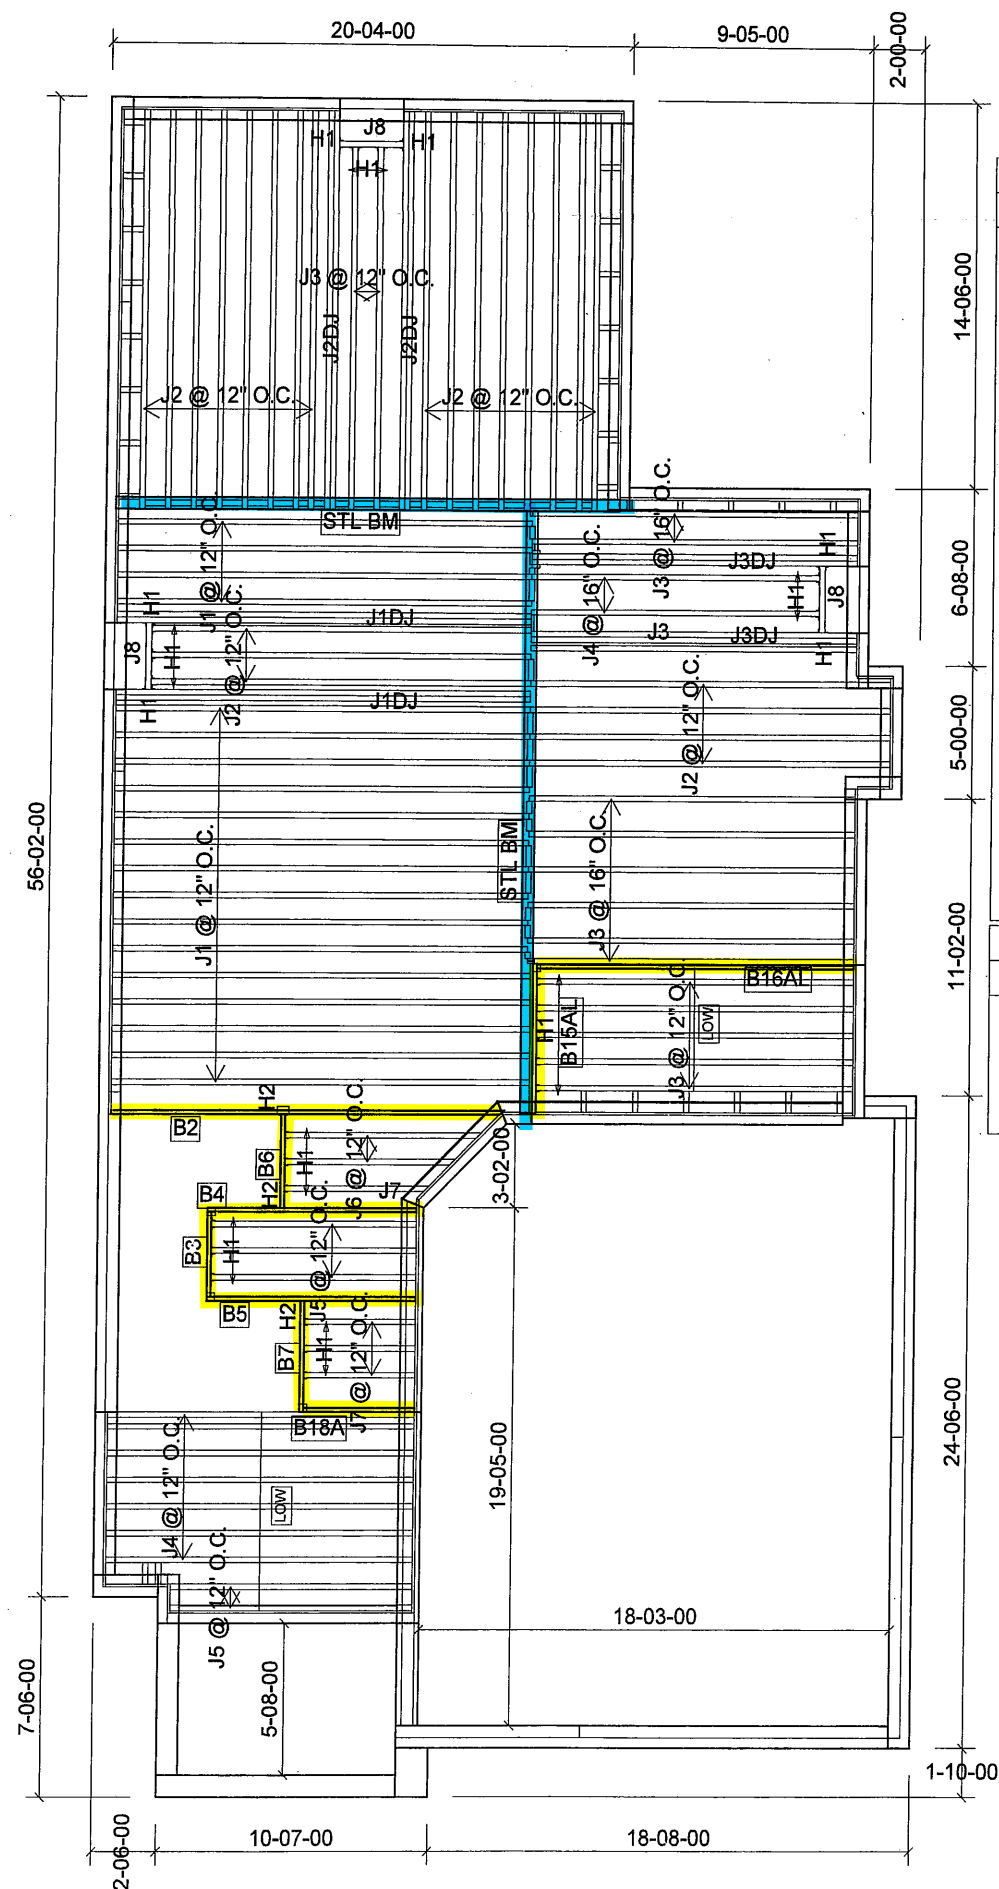 20-04-00
9-05-00
2-00-00
J8
H1
H1
H1
J3 @ 12" O.C.
14-06-00
J2DJ
J2DJ
J2 @ 12" O.C.
J2 @ 12" O.C.
STL BM
J1 @ 12" O.C.
J3 @ 16" O.C.
J4 @ 16" O.C.
J3DJ
H1
H1
J8
6-08-00
H1
J1DJ
J3
J3DJ
H1
J8
H1
J2 @ 12" O.C.
H1
J1DJ
J2 @ 12" O.C.
5-00-00
56-02-00
STL BM
J1 @ 12" O.C.
J3 @ 16" O.C.
11-02-00
B16AL
H1
B15AL
J3 @ 12" O.C.
LOW
B2
H2
B6
H1
J6 @ 12" O.C.
3-02-00
H2
J7
B4
B3
H1
J5 @ 12" O.C.
B5
H2
B7
H1
J7 @ 12" O.C.
B18A
24-06-00
J4 @ 12" O.C.
LOW
19-05-00
J5 @ 12" O.C.
18-03-00
7-06-00
5-08-00
1-10-00
2-06-00
10-07-00
18-08-00